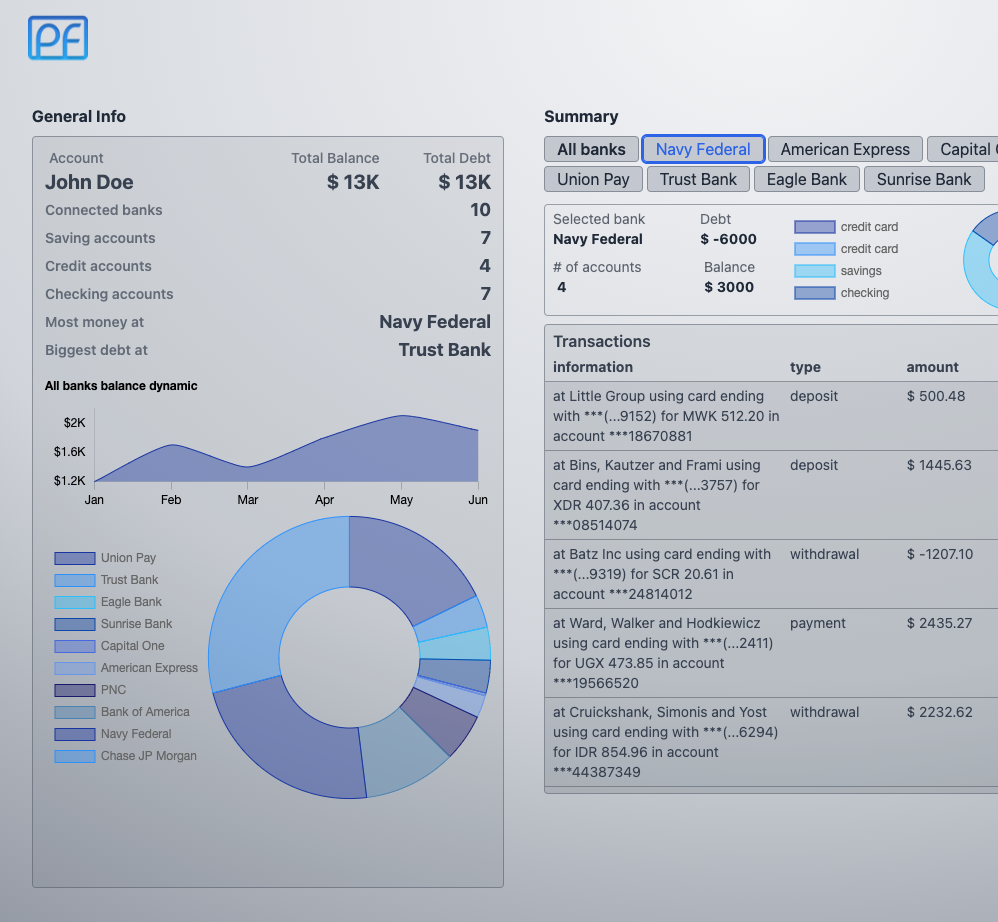 PF
General Info
Account
Total Balance
Total Debt
John Doe
$ 13K
$ 13K
Connected banks
10
Saving accounts
7
Credit accounts
4
Checking accounts
7
Most money at
Navy Federal
Biggest debt at
Trust Bank
All banks balance dynamic
$2K
$1.6K
$1.2K
Jan Feb Mar Apr May Jun
Union Pay
Trust Bank
Eagle Bank
Sunrise Bank
Capital One
American Express
PNC
Bank of America
Navy Federal
Chase JP Morgan
Summary
All banks Navy Federal American Express Capital
Union Pay Trust Bank Eagle Bank Sunrise Bank
Selected bank
Debt
Navy Federal
$ -6000
# of accounts
Balance
4
$ 3000
credit card
credit card
savings
checking
Transactions
information type amount
at Little Group using card ending
with ***(...9152) for MWK 512.20 in
account ***18670881
deposit
$ 500.48
at Bins, Kautzer and Frami using
card ending with ***(...3757) for
XDR 407.36 in account
***08514074
deposit
$ 1445.63
at Batz Inc using card ending with
***(...9319) for SCR 20.61 in
account ***24814012
withdrawal
$ -1207.10
at Ward, Walker and Hodkiewicz
using card ending with ***(...2411)
for UGX 473.85 in account
***19566520
payment
$ 2435.27
at Cruickshank, Simonis and Yost
using card ending with ***(...6294)
for IDR 854.96 in account
***44387349
withdrawal
$ 2232.62